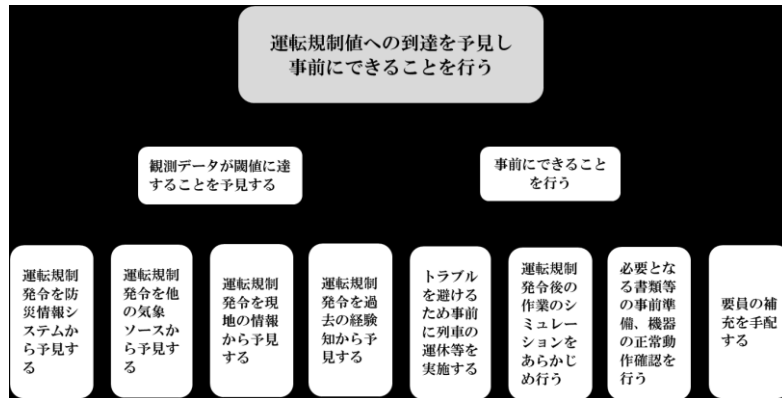 運転規制値への到達を予見し
事前にできることを行う
観測データが閾値に達
することを予見する
事前にできること
を行う
運転規制
発令を防
災情報シ
ステムか
ら予見す
る
運転規制
発令を他
の気象
ソースから
予見す
る
運転規制
発令を現
地の情報
から予見
する
運転規制
発令を過
去の経験
知から予
見する
トラブル
を避ける
ため事前
に列車の
運休等を
実施する
運転規制
発令後の
作業のシ
ミュレー
ションを
あらかじ
め行う
必要とな
る書類等
の事前準
備、機器
の正常動
作確認を
行う
要員の補
充を手配
する